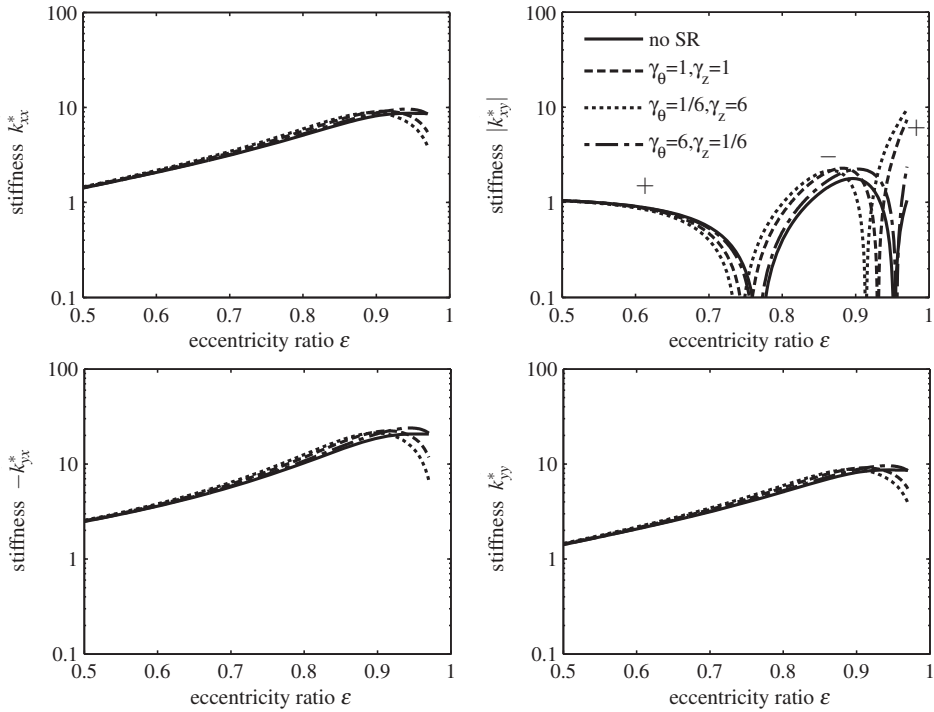 100
10
1
0.1
stiffness k*xx
0.5 0.6 0.7 0.8 0.9 1
eccentricity ratio ε
100
10
1
0.1
stiffness |k*xy|
no SR
γθ=1,γz=1
γθ=1/6,γz=6
γθ=6,γz=1/6
+
−
+
0.5 0.6 0.7 0.8 0.9 1
eccentricity ratio ε
100
10
1
0.1
stiffness −k*yx
0.5 0.6 0.7 0.8 0.9 1
eccentricity ratio ε
100
10
1
0.1
stiffness k*yy
0.5 0.6 0.7 0.8 0.9 1
eccentricity ratio ε